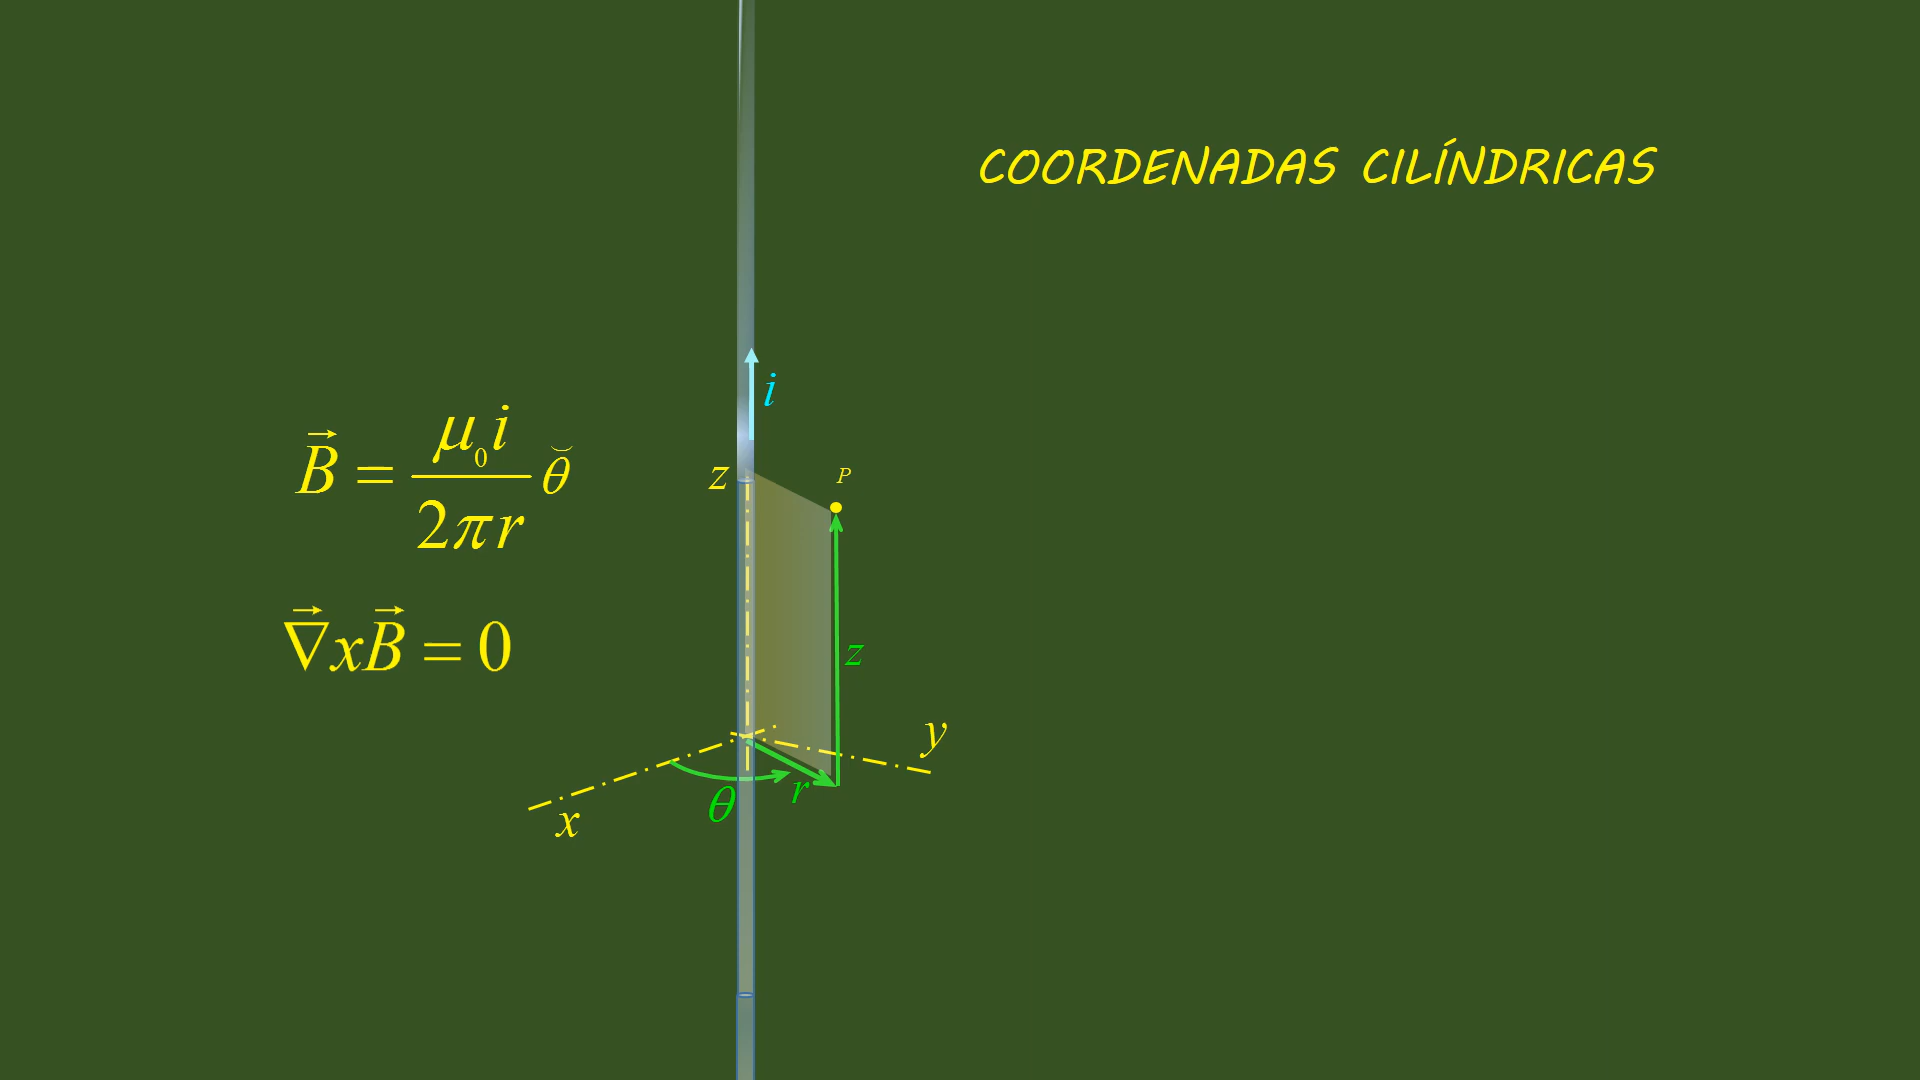 COORDENADAS CILÍNDRICAS
i
B⃗ = μ₀i / 2πr θ̆
z
P
∇⃗xB⃗ = 0
z
y
r
θ
x